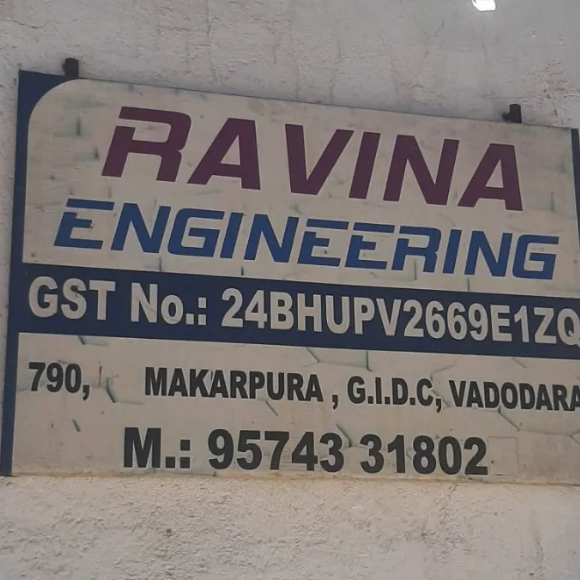 RAVINA
ENGINEERING
GST No.: 24BHUPV2669E1ZQ
790, MAKARPURA , G.I.D.C, VADODARA
M.: 95743 31802